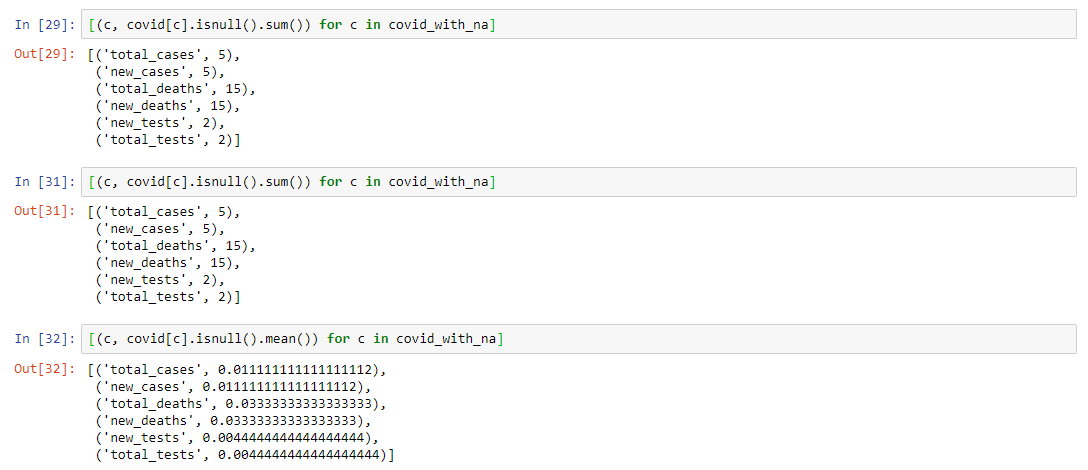 In [29]: [(c, covid[c].isnull().sum()) for c in covid_with_na]
Out[29]: [('total_cases', 5),
('new_cases', 5),
('total_deaths', 15),
('new_deaths', 15),
('new_tests', 2),
('total_tests', 2)]
In [31]: [(c, covid[c].isnull().sum()) for c in covid_with_na]
Out[31]: [('total_cases', 5),
('new_cases', 5),
('total_deaths', 15),
('new_deaths', 15),
('new_tests', 2),
('total_tests', 2)]
In [32]: [(c, covid[c].isnull().mean()) for c in covid_with_na]
Out[32]: [('total_cases', 0.011111111111111112),
('new_cases', 0.011111111111111112),
('total_deaths', 0.03333333333333333),
('new_deaths', 0.03333333333333333),
('new_tests', 0.0044444444444444444),
('total_tests', 0.0044444444444444444)]